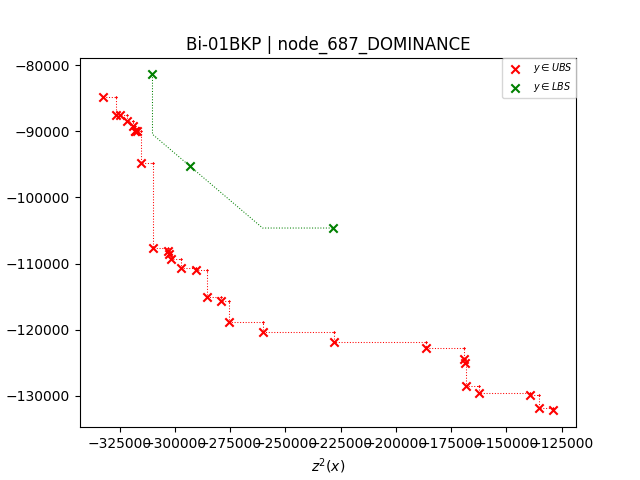 Bi-01BKP | node_687_DOMINANCE
y ∈ UBS
y ∈ LBS
−80000
−90000
−100000
−110000
−120000
−130000
−325000−300000−275000−250000−225000−200000−175000−150000−125000
z²(x)